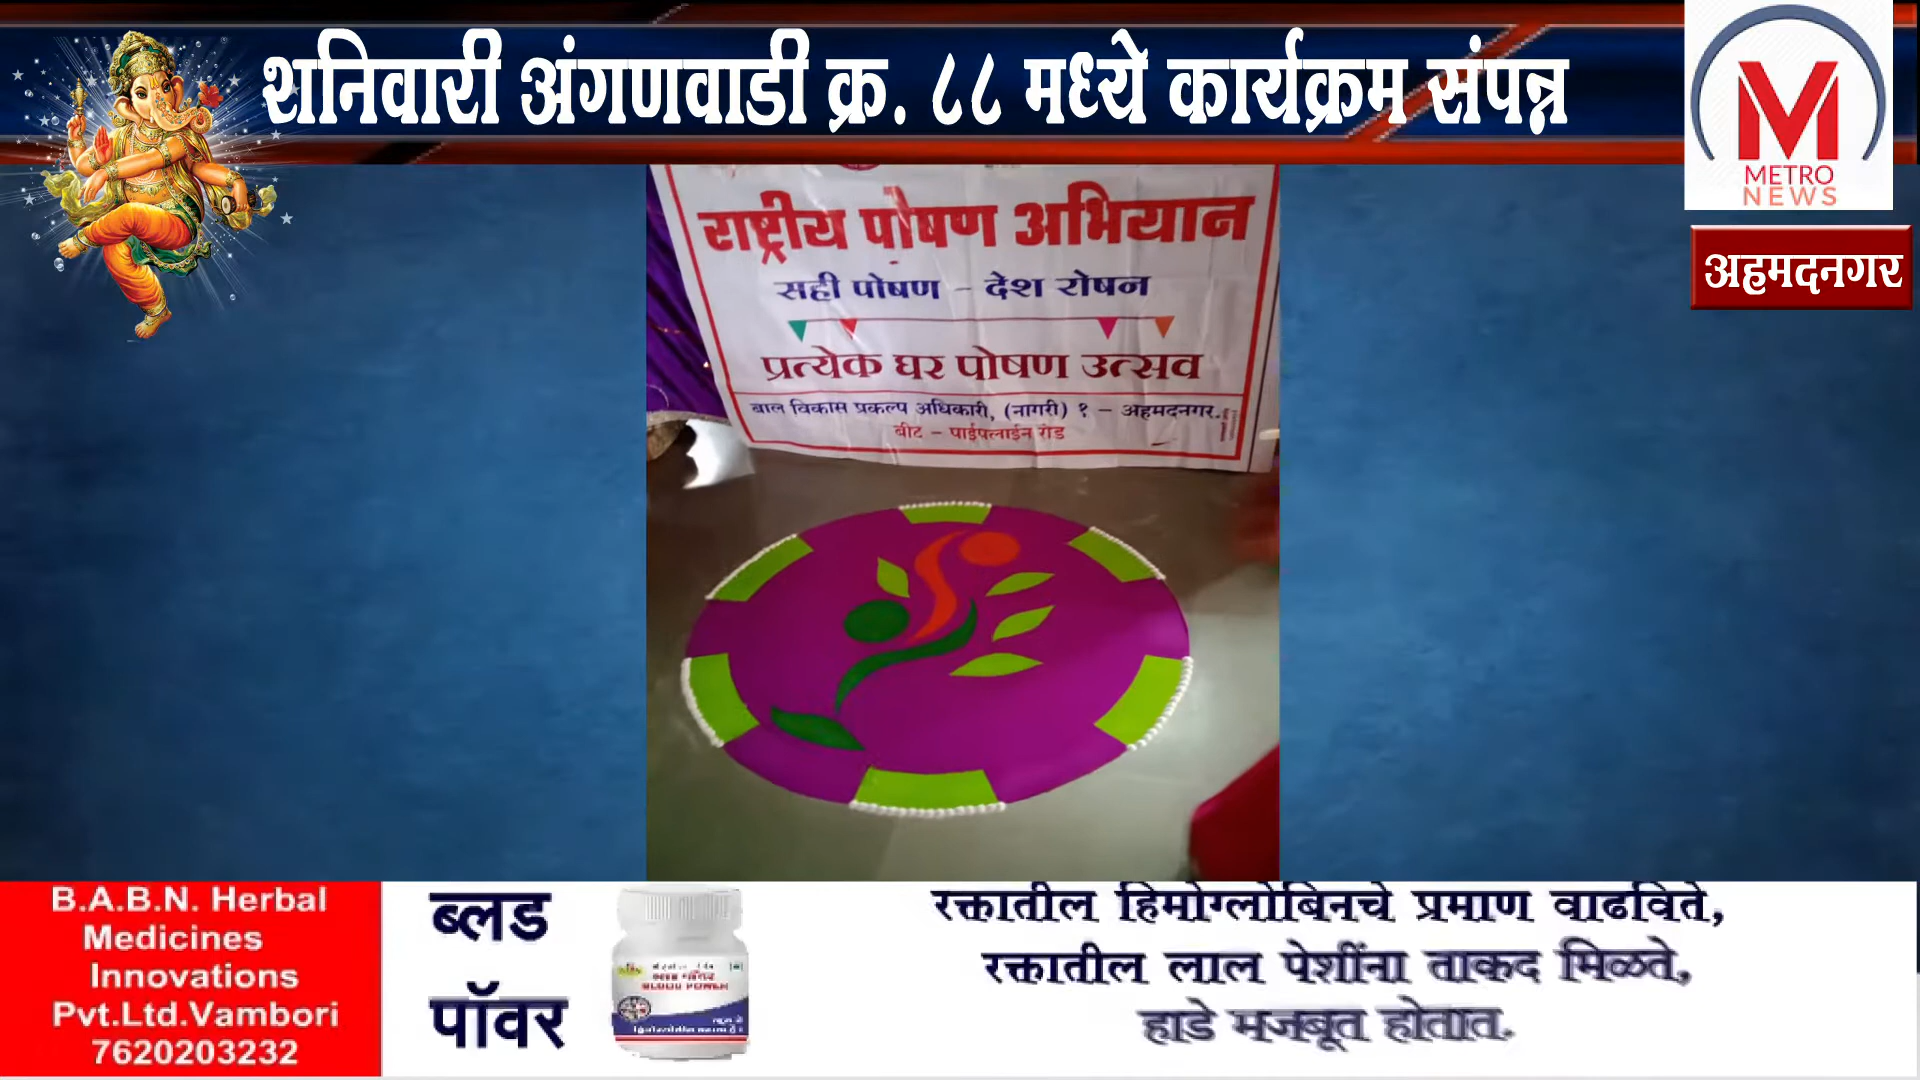 शनिवारी अंगणवाडी क्र. ८८ मध्ये कार्यक्रम संपन्न
METRO
NEWS
अहमदनगर
राष्ट्रीय पोषण अभियान
सही पोषण - देश रोषन
प्रत्येक घर पोषण उत्सव
बाल विकास प्रकल्प अधिकारी, (नागरी) १ - अहमदनगर.
बीट - पाईपलाईन रोड
B.A.B.N. Herbal
Medicines
Innovations
Pvt.Ltd.Vambori
7620203232
ब्लड
पॉवर
ब्लड पॉवर
BLOOD POWER
रक्तातील हिमोग्लोबिनचे प्रमाण वाढविते,
रक्तातील लाल पेशींना ताकद मिळते,
हाडे मजबूत होतात.